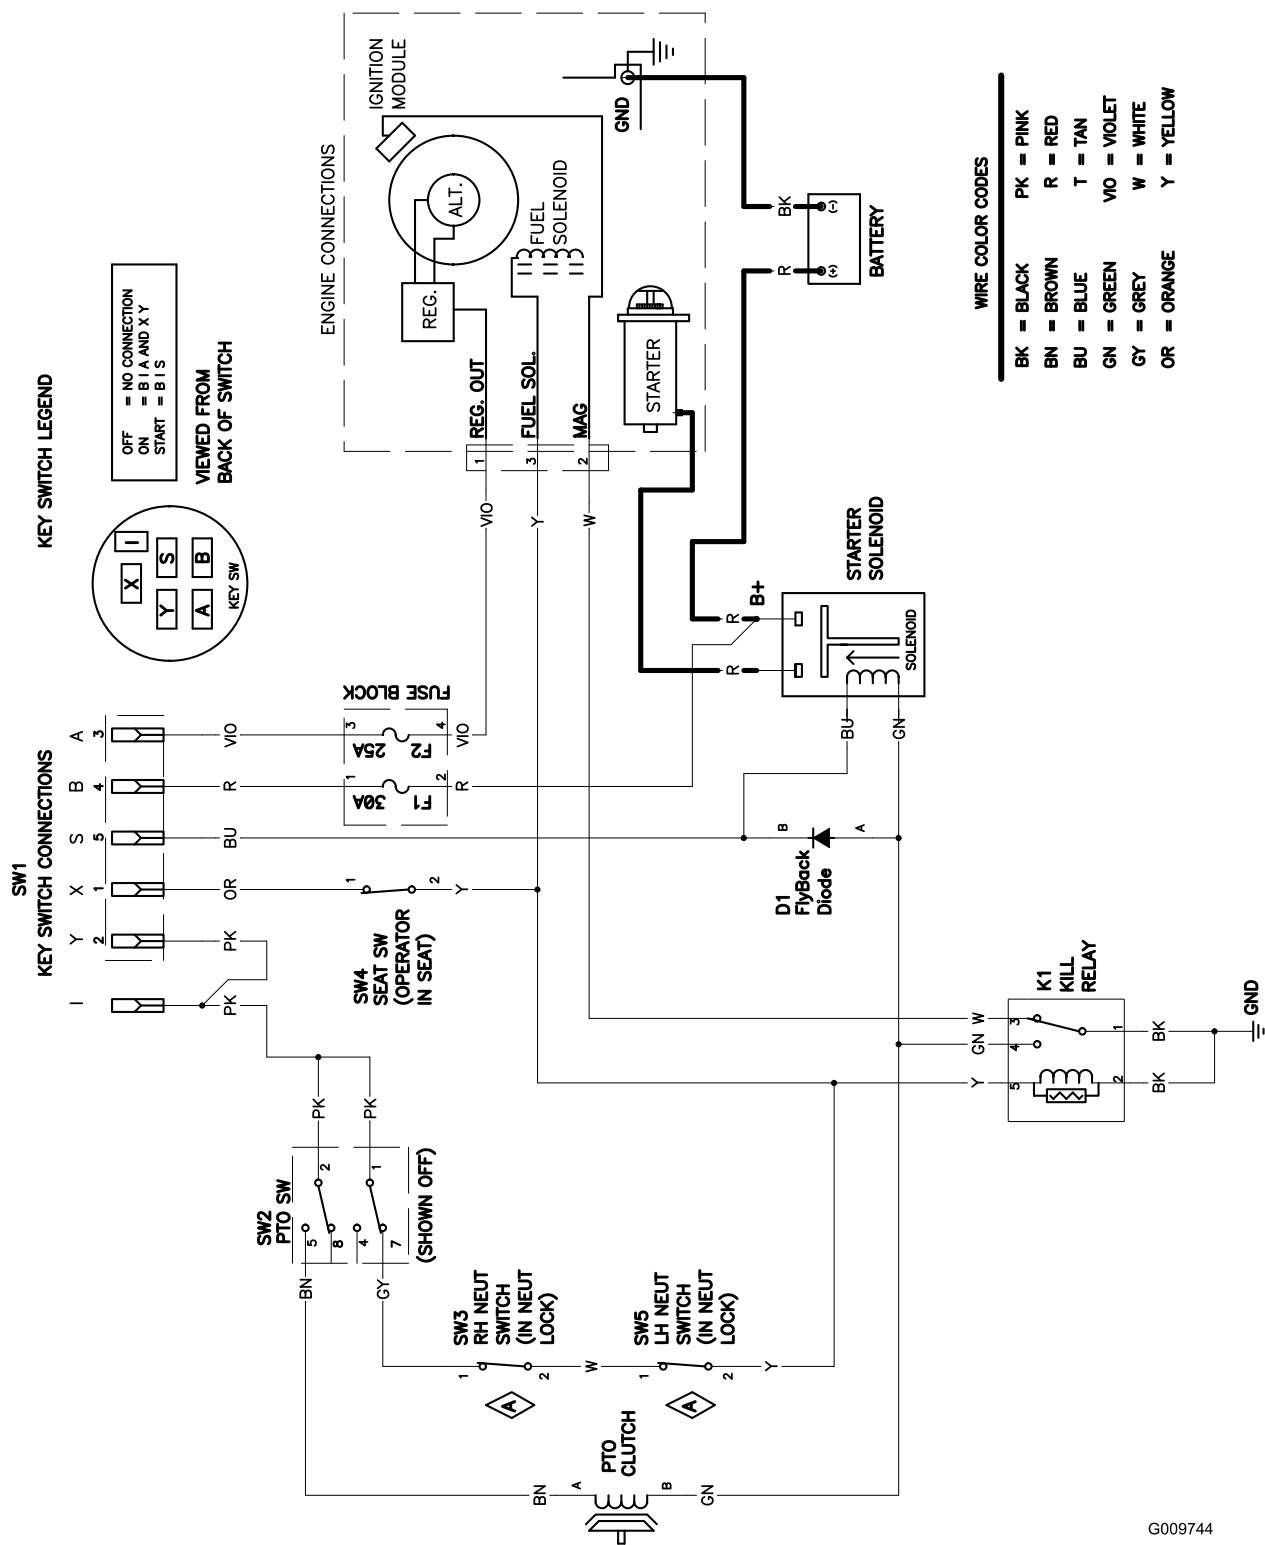 KEY SWITCH LEGEND
OFF = NO CONNECTION
ON = B I A AND X Y
START = B I S
VIEWED FROM
BACK OF SWITCH
X
I
Y
S
A
B
KEY SW
SW1
KEY SWITCH CONNECTIONS
I
Y
X
S
B
A
2
1
5
4
3
PK
PK
OR
BU
R
VIO
FUSE BLOCK
1
30A
F1
2
3
25A
F2
4
R
VIO
SW4
SEAT SW
(OPERATOR
IN SEAT)
1
2
Y
ENGINE CONNECTIONS
IGNITION
MODULE
ALT.
REG.
FUEL
SOLENOID
GND
REG. OUT
FUEL SOL.
MAG
1
3
2
VIO
Y
W
STARTER
BK
R
(-)
(+)
BATTERY
STARTER
SOLENOID
B+
R
R
SOLENOID
BU
GN
D1
FlyBack
Diode
B
A
K1
KILL
RELAY
W
GN
Y
3
4
5
1
2
BK
BK
GND
SW2
PTO SW
PK
PK
2
1
5
8
4
7
(SHOWN OFF)
BN
GY
SW3
RH NEUT
SWITCH
(IN NEUT
LOCK)
1
2
A
W
SW5
LH NEUT
SWITCH
(IN NEUT
LOCK)
1
2
A
Y
PTO
CLUTCH
BN
A
B
GN
WIRE COLOR CODES
BK = BLACK PK = PINK
BN = BROWN R = RED
BU = BLUE T = TAN
GN = GREEN VIO = VIOLET
GY = GREY W = WHITE
OR = ORANGE Y = YELLOW
G009744